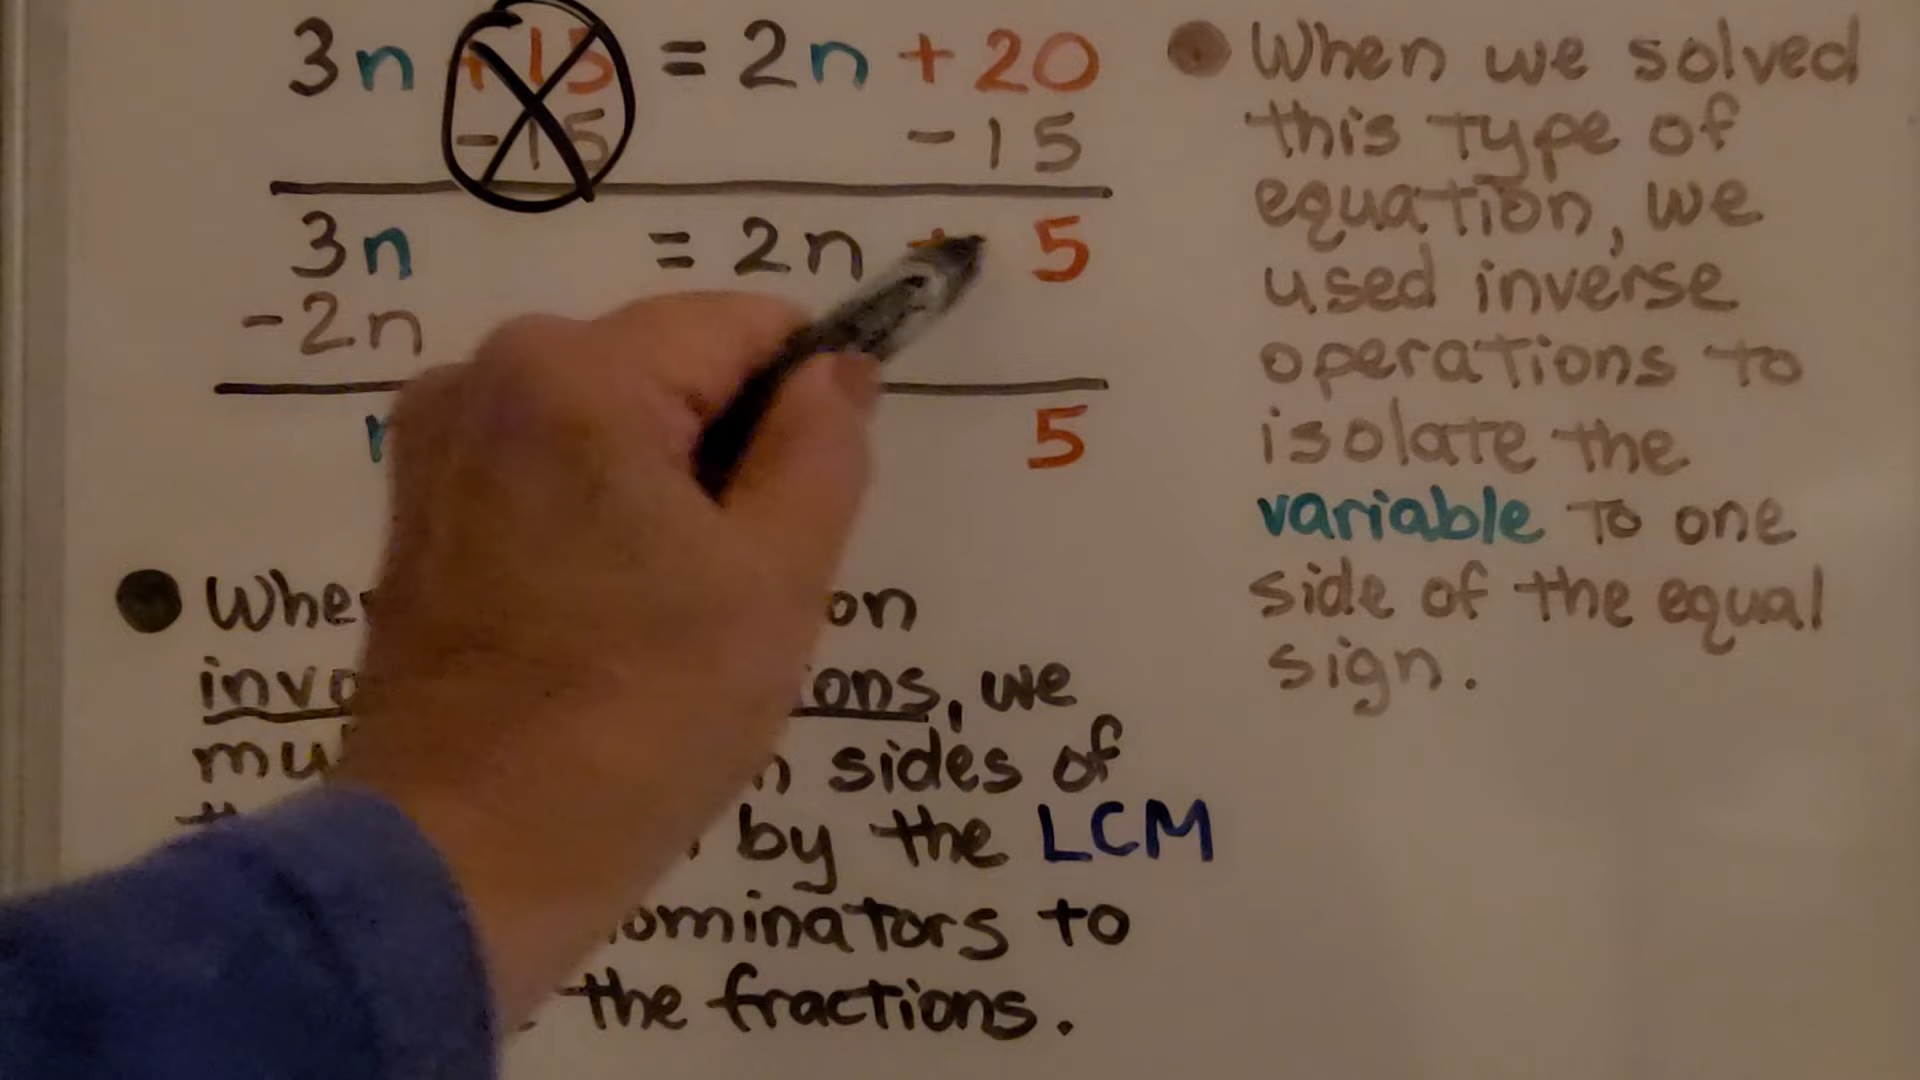 3n +15 = 2n +20
-15 -15
3n = 2n + 5
-2n
5
on
ons, we
sides of
by the LCM
to
the fractions.
When we solved
this type of
equation, we
used inverse
operations to
isolate the
variable to one
side of the equal
sign.